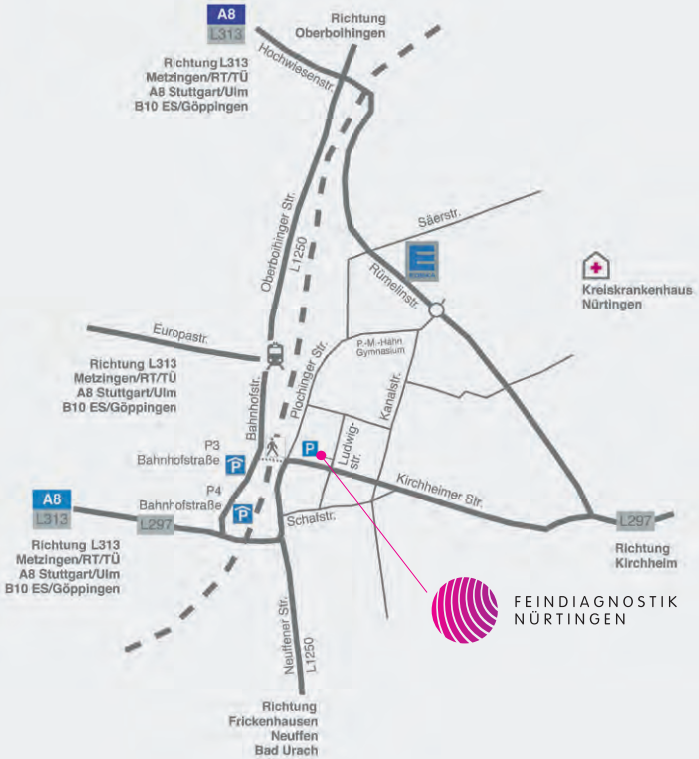 A8
L313
Richtung L313
Metzingen/RT/TÜ
A8 Stuttgart/Ulm
B10 ES/Göppingen
Richtung
Oberboihingen
Hochwiesenstr.
Oberboihinger Str.
L1250
Säerstr.
E
EDEKA
Rümelinstr.
Kreiskrankenhaus
Nürtingen
Europastr.
Richtung L313
Metzingen/RT/TÜ
A8 Stuttgart/Ulm
B10 ES/Göppingen
P.-M.-Hahn
Gymnasium
Plochinger Str.
Kanalstr.
Bahnhofstr.
Ludwig-
str.
P3
Bahnhofstraße
P
P
P4
Bahnhofstraße
P
Kirchheimer Str.
Schafstr.
A8
L313
L297
Richtung L313
Metzingen/RT/TÜ
A8 Stuttgart/Ulm
B10 ES/Göppingen
L297
Richtung
Kirchheim
FEINDIAGNOSTIK
NÜRTINGEN
Neuffener Str.
L1250
Richtung
Frickenhausen
Neuffen
Bad Urach